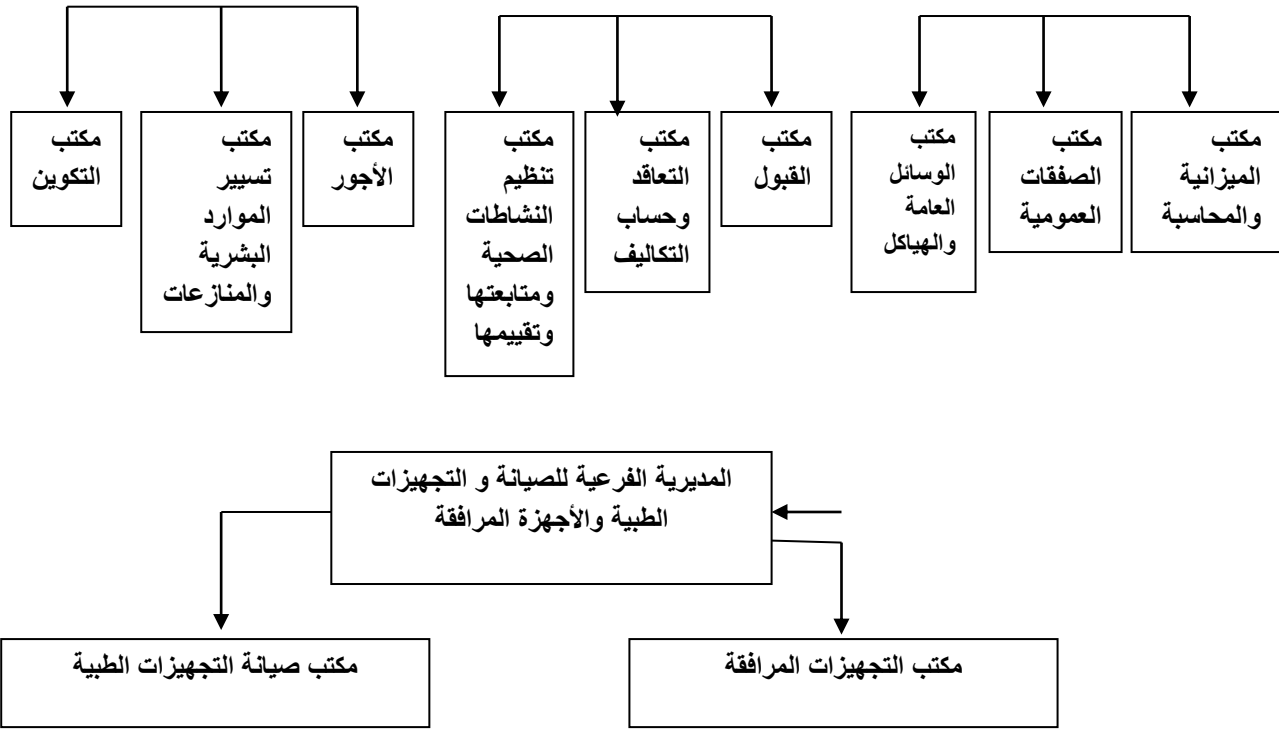 مكتب
الميزانية
والمحاسبة
مكتب
الصفقات
العمومية
مكتب
الوسائل
العامة
والهياكل
مكتب
القبول
مكتب
التعاقد
وحساب
التكاليف
مكتب
تنظيم
النشاطات
الصحية
ومتابعتها
وتقييمها
مكتب
الأجور
مكتب
تسيير
الموارد
البشرية
والمنازعات
مكتب
التكوين
المديرية الفرعية للصيانة و التجهيزات
الطبية والأجهزة المرافقة
مكتب التجهيزات المرافقة
مكتب صيانة التجهيزات الطبية